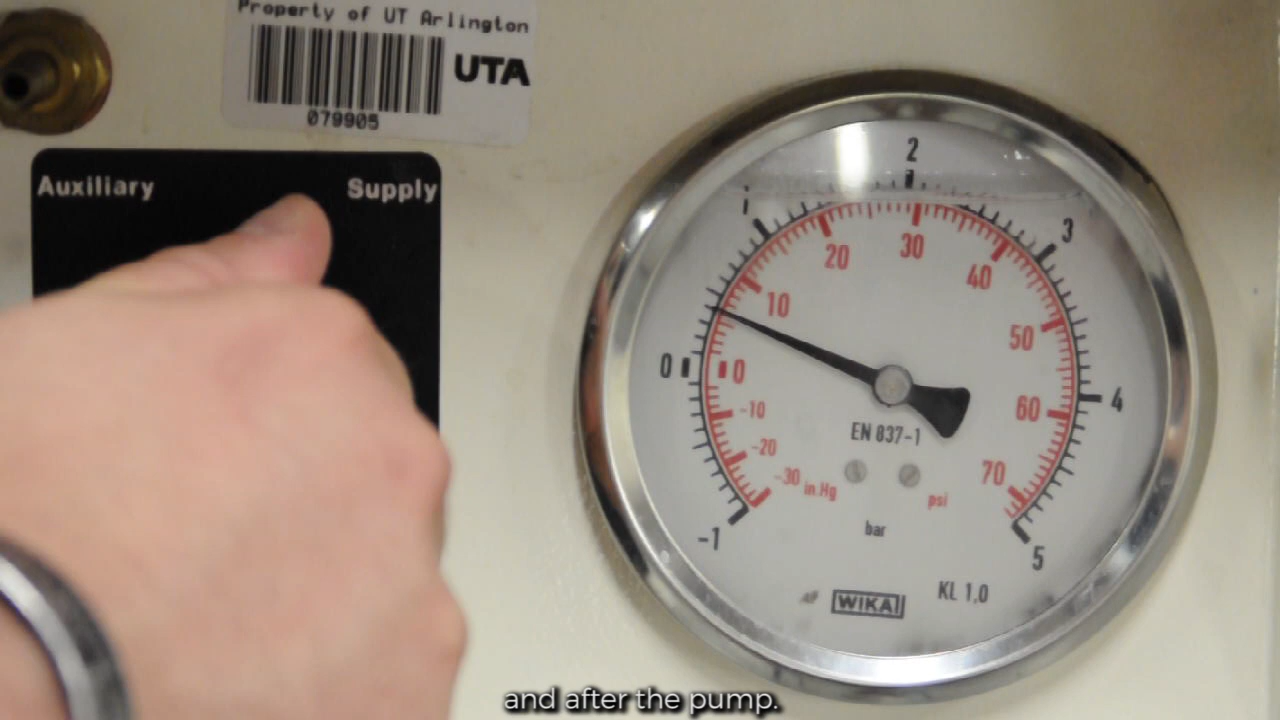 Property of UT Arlington
UTA
079905
Auxiliary
Supply
-1
0
1
2
3
4
5
-30
-20
-10
0
10
20
30
40
50
60
70
in.Hg
psi
EN 837-1
bar
WIKA
KL 1,0
and after the pump.